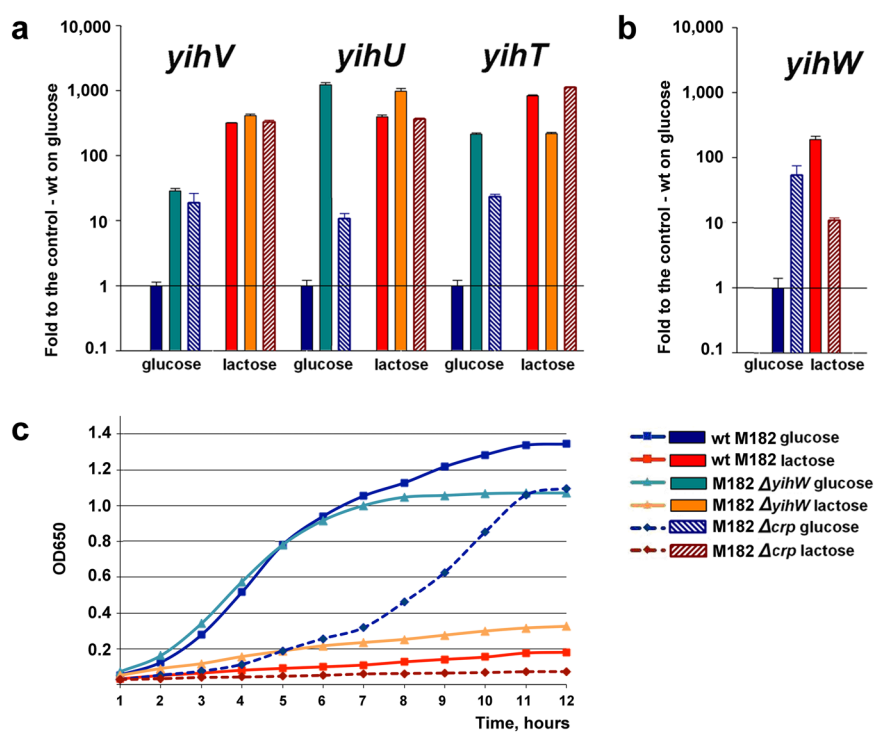 a
Fold to the control - wt on glucose
10,000
1,000
100
10
1
0.1
yihV
yihU
yihT
glucose lactose glucose lactose glucose lactose
b
Fold to the control - wt on glucose
10,000
1,000
100
10
1
0.1
yihW
glucose lactose
c
OD650
1.4
1.2
1.0
0.8
0.6
0.4
0.2
1 2 3 4 5 6 7 8 9 10 11 12
Time, hours
wt M182 glucose
wt M182 lactose
M182 ΔyihW glucose
M182 ΔyihW lactose
M182 Δcrp glucose
M182 Δcrp lactose